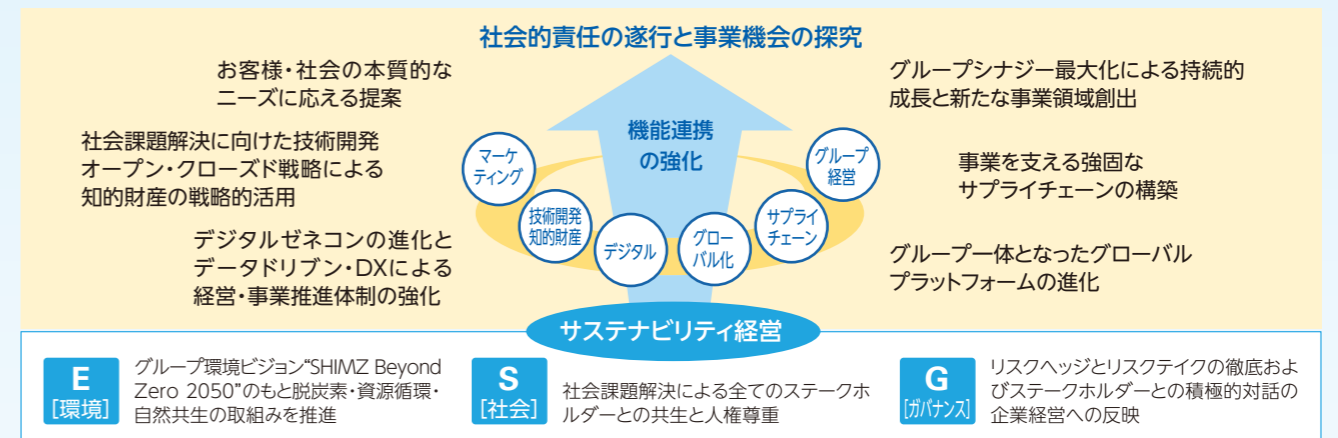 社会的責任の遂行と事業機会の探究
お客様・社会の本質的な
ニーズに応える提案
社会課題解決に向けた技術開発
オープン・クローズド戦略による
知的財産の戦略的活用
デジタルゼネコンの進化と
データドリブン・DXによる
経営・事業推進体制の強化
機能連携
の強化
マーケ
ティング
技術開発
知的財産
デジタル
グロー
バル化
サプライ
チェーン
グループ
経営
グループシナジー最大化による持続的
成長と新たな事業領域創出
事業を支える強固な
サプライチェーンの構築
グループ一体となったグローバル
プラットフォームの進化
サステナビリティ経営
E
[環境]
グループ環境ビジョン“SHIMZ Beyond
Zero 2050”のもと脱炭素・資源循環・
自然共生の取組みを推進
S
[社会]
社会課題解決による全てのステークホ
ルダーとの共生と人権尊重
G
[ガバナンス]
リスクヘッジとリスクテイクの徹底およ
びステークホルダーとの積極的対話の
企業経営への反映